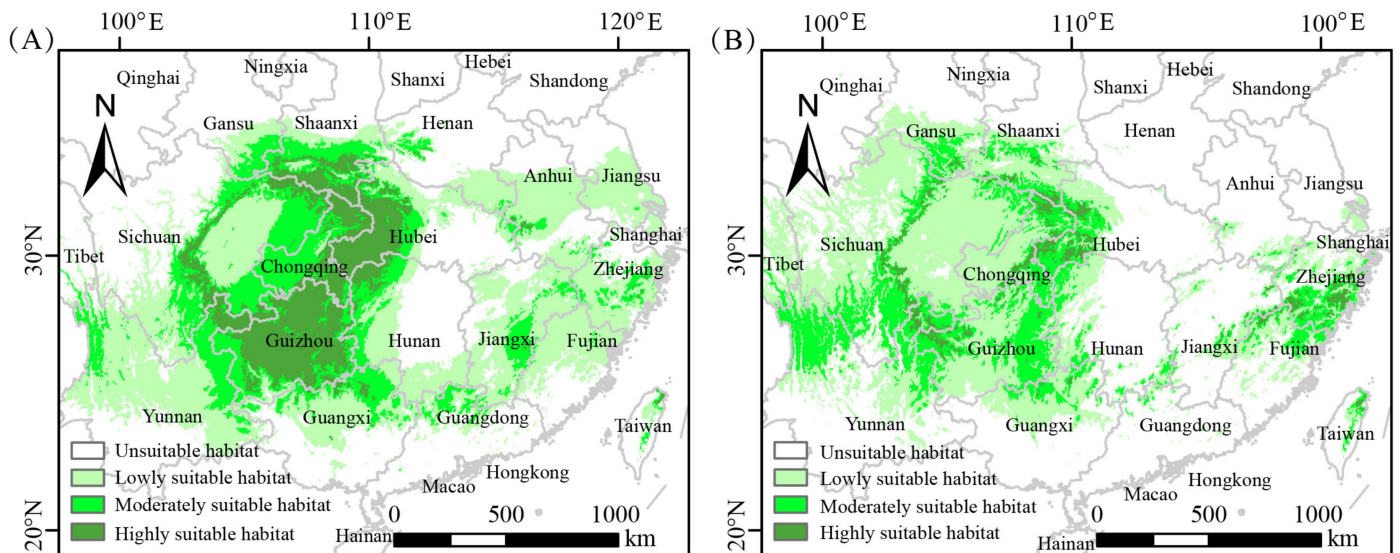 100°E 110°E 120°E
(A)
Qinghai
Ningxia
Shanxi
Hebei
Shandong
N
Gansu
Shaanxi
Henan
Anhui
Jiangsu
30°N
Sichuan
Hubei
Shanghai
Tibet
Chongqing
Zhejiang
Guizhou
Hunan
Jiangxi
Fujian
Yunnan
Guangxi
Guangdong
Taiwan
Unsuitable habitat
Lowly suitable habitat
Hongkong
Macao
Moderately suitable habitat
Highly suitable habitat
0 500 1000
km
20°N
Hainan
100°E 110°E 100°E
(B)
Qinghai
Ningxia
Shanxi
Hebei
Shandong
N
Gansu
Shaanxi
Henan
Anhui
Jiangsu
30°N
Sichuan
Hubei
Shanghai
Tibet
Chongqing
Zhejiang
Guizhou
Hunan
Jiangxi
Fujian
Yunnan
Guangxi
Guangdong
Taiwan
Unsuitable habitat
Lowly suitable habitat
Hongkong
Macao
Moderately suitable habitat
Highly suitable habitat
0 500 1000
km
20°N
Hainan